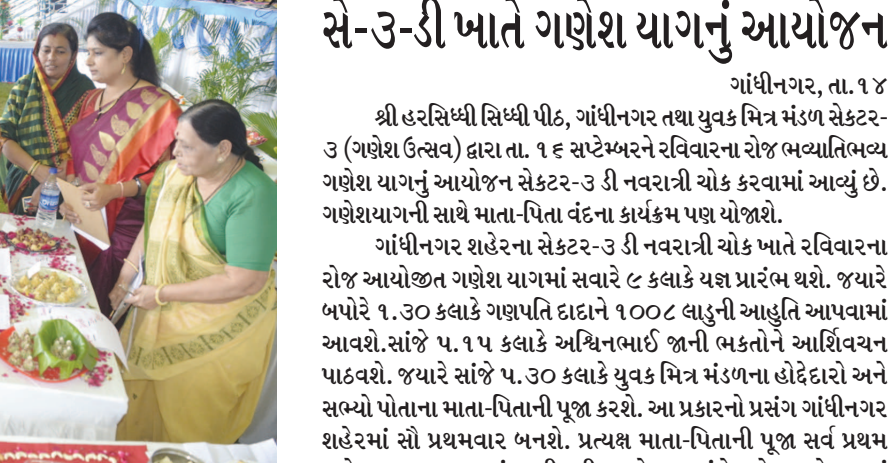 સે-૩-ડી ખાતે ગણેશ યાગનું આયોજન
ગાંધીનગર, તા.૧૪
શ્રી હરસિધ્ધી સિધ્ધી પીઠ, ગાંધીનગર તથા યુવક મિત્ર મંડળ સેકટર-
૩ (ગણેશ ઉત્સવ) દ્વારા તા. ૧૬ સપ્ટેમ્બરને રવિવારના રોજ ભવ્યાતિભવ્ય
ગણેશ યાગનું આયોજન સેકટર-૩ ડી નવરાત્રી ચોક કરવામાં આવ્યું છે.
ગણેશયાગની સાથે માતા-પિતા વંદના કાર્યક્રમ પણ યોજાશે.
ગાંધીનગર શહેરના સેકટર-૩ ડી નવરાત્રી ચોક ખાતે રવિવારના
રોજ આયોજીત ગણેશ યાગમાં સવારે ૯ કલાકે યજ્ઞ પ્રારંભ થશે. જયારે
બપોરે ૧.૩૦ કલાકે ગણપતિ દાદાને ૧૦૦૮ લાડુની આહુતિ આપવામાં
આવશે.સાંજે ૫.૧૫ કલાકે અશ્વિનભાઈ જાની ભકતોને આર્શિવચન
પાઠવશે. જયારે સાંજે ૫.૩૦ કલાકે યુવક મિત્ર મંડળના હોદ્દેદારો અને
સભ્યો પોતાના માતા-પિતાની પૂજા કરશે. આ પ્રકારનો પ્રસંગ ગાંધીનગર
શહેરમાં સૌ પ્રથમવાર બનશે. પ્રત્યક્ષ માતા-પિતાની પૂજા સર્વ પ્રથમ